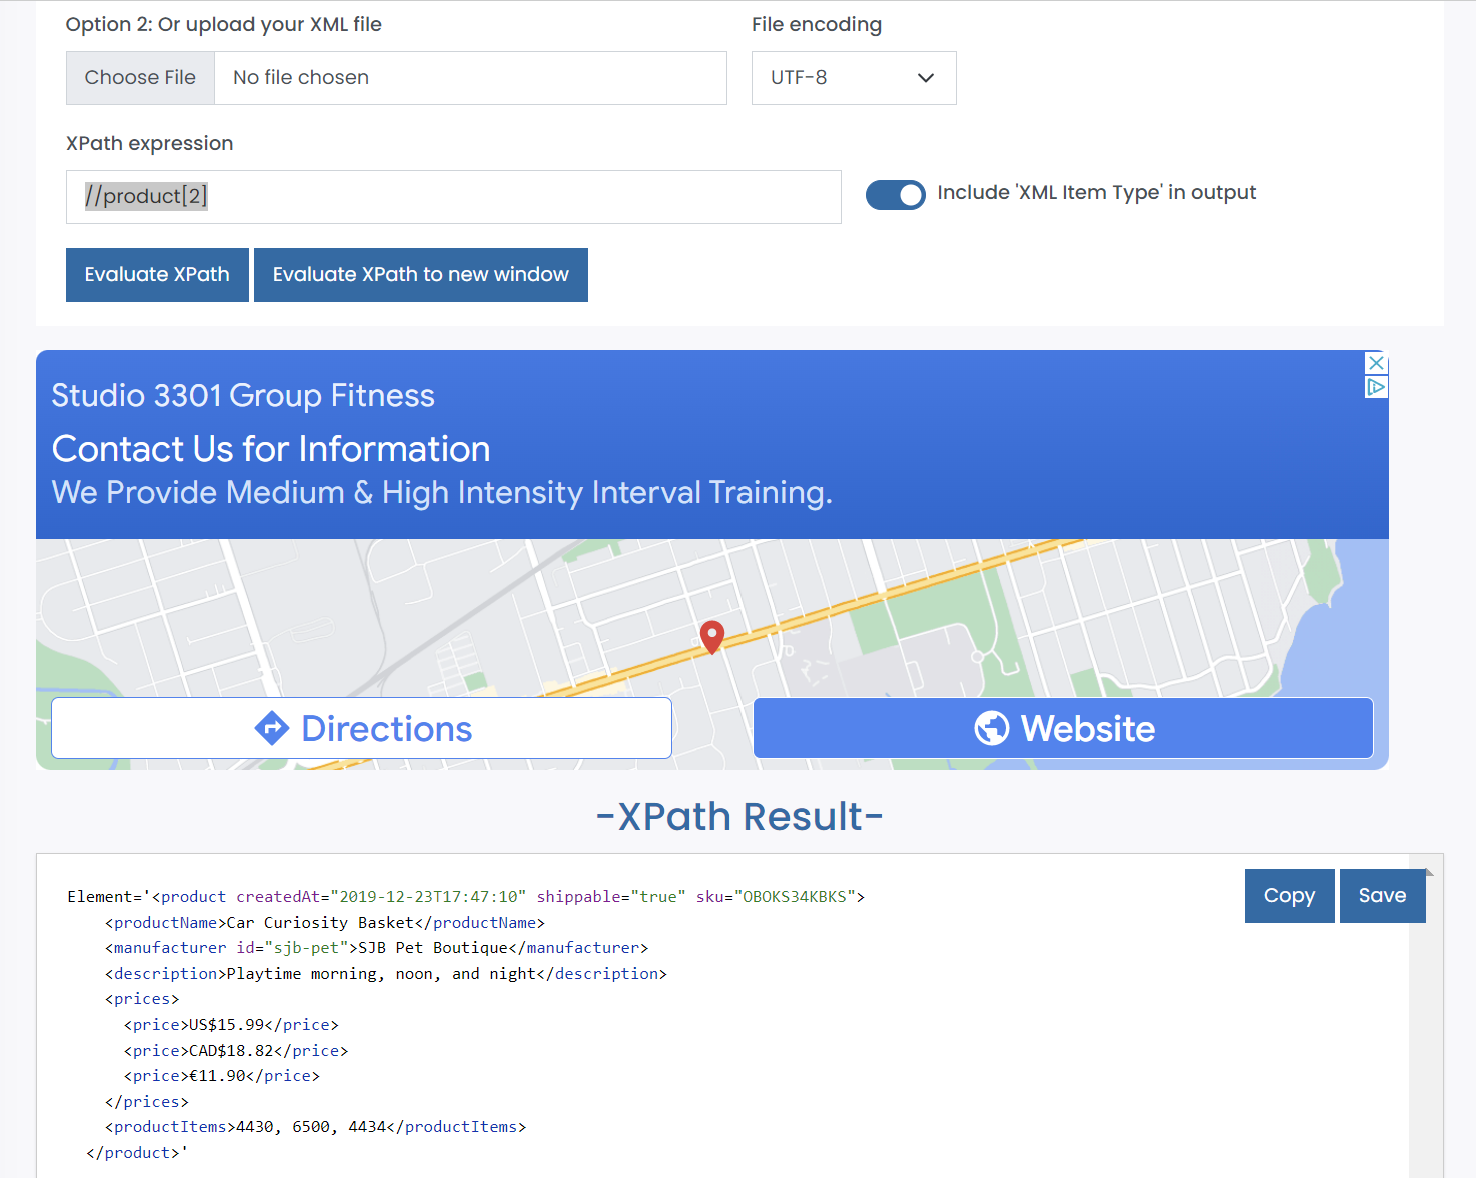 Option 2: Or upload your XML file
File encoding
Choose File
No file chosen
UTF-8
XPath expression
//product[2]
Include 'XML Item Type' in output
Evaluate XPath
Evaluate XPath to new window
Studio 3301 Group Fitness
Contact Us for Information
We Provide Medium & High Intensity Interval Training.
Directions
Website
-XPath Result-
Copy
Save
Element='<product createdAt="2019-12-23T17:47:10" shippable="true" sku="OBOKS34KBKS">
<productName>Car Curiosity Basket</productName>
<manufacturer id="sjb-pet">SJB Pet Boutique</manufacturer>
<description>Playtime morning, noon, and night</description>
<prices>
<price>US$15.99</price>
<price>CAD$18.82</price>
<price>€11.90</price>
</prices>
<productItems>4430, 6500, 4434</productItems>
</product>'